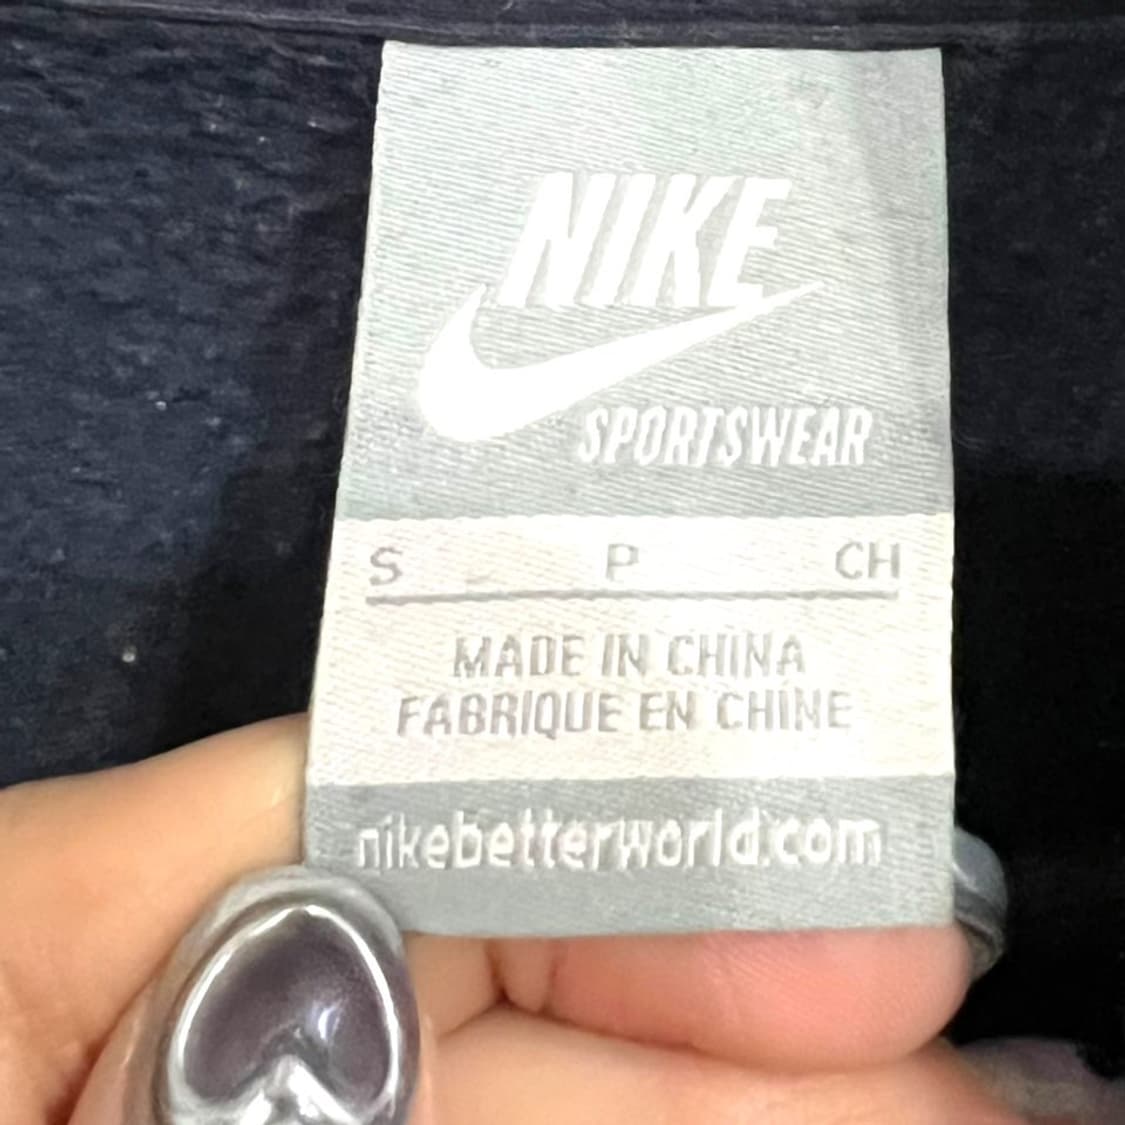 NIKE
SPORTSWEAR
S P CH
MADE IN CHINA
FABRIQUE EN CHINE
nikebetterworld.com